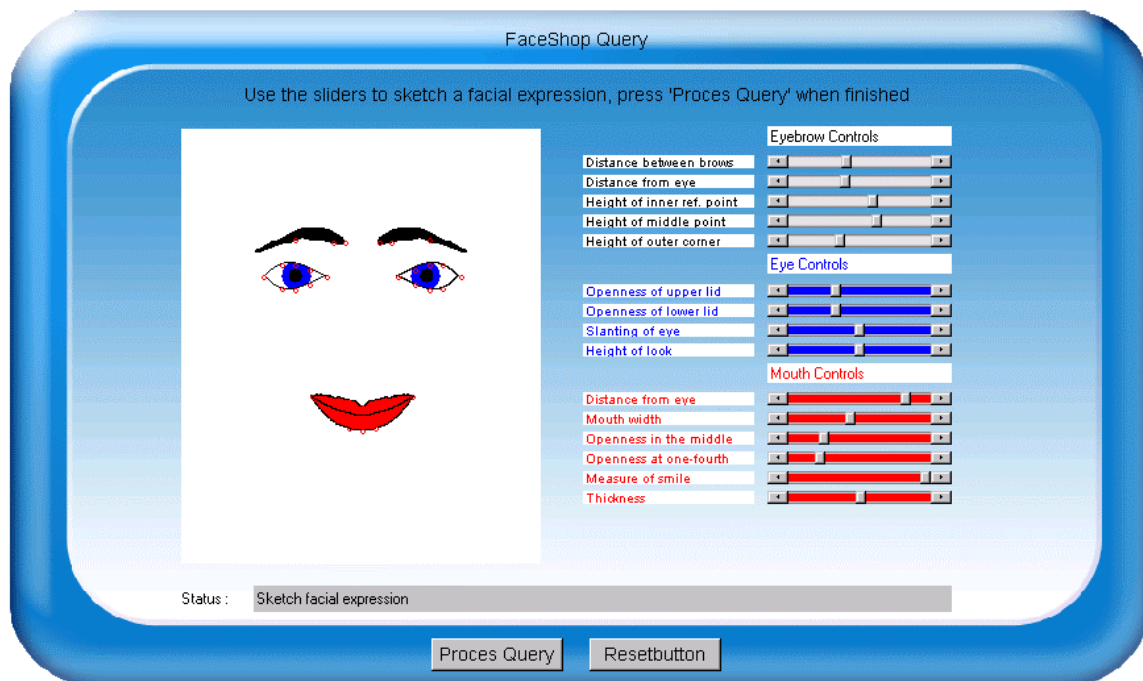 FaceShop Query
Use the sliders to sketch a facial expression, press 'Proces Query' when finished
Eyebrow Controls
Distance between brows
Distance from eye
Height of inner ref. point
Height of middle point
Height of outer corner
Eye Controls
Openness of upper lid
Openness of lower lid
Slanting of eye
Height of look
Mouth Controls
Distance from eye
Mouth width
Openness in the middle
Openness at one-fourth
Measure of smile
Thickness
Status : Sketch facial expression
Proces Query Resetbutton